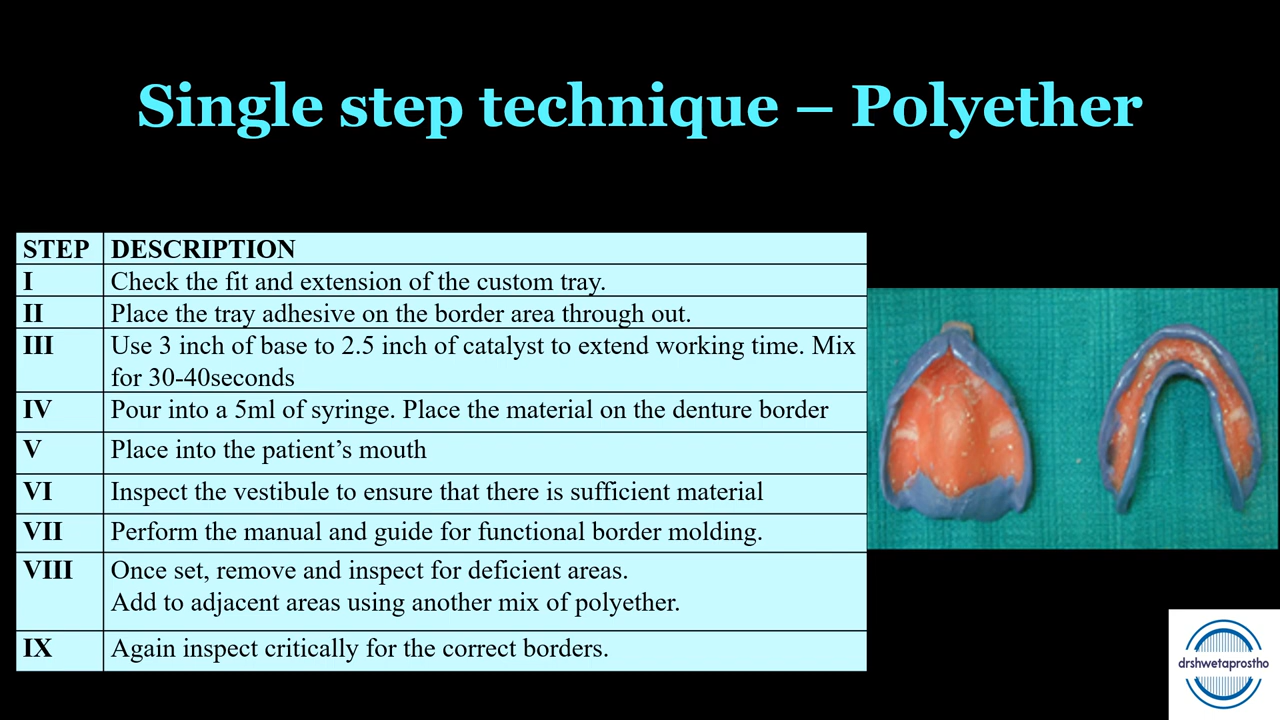 Single step technique – Polyether
STEP DESCRIPTION
I Check the fit and extension of the custom tray.
II Place the tray adhesive on the border area through out.
III Use 3 inch of base to 2.5 inch of catalyst to extend working time. Mix
for 30-40seconds
IV Pour into a 5ml of syringe. Place the material on the denture border
V Place into the patient’s mouth
VI Inspect the vestibule to ensure that there is sufficient material
VII Perform the manual and guide for functional border molding.
VIII Once set, remove and inspect for deficient areas.
Add to adjacent areas using another mix of polyether.
IX Again inspect critically for the correct borders.
drshwetaprostho